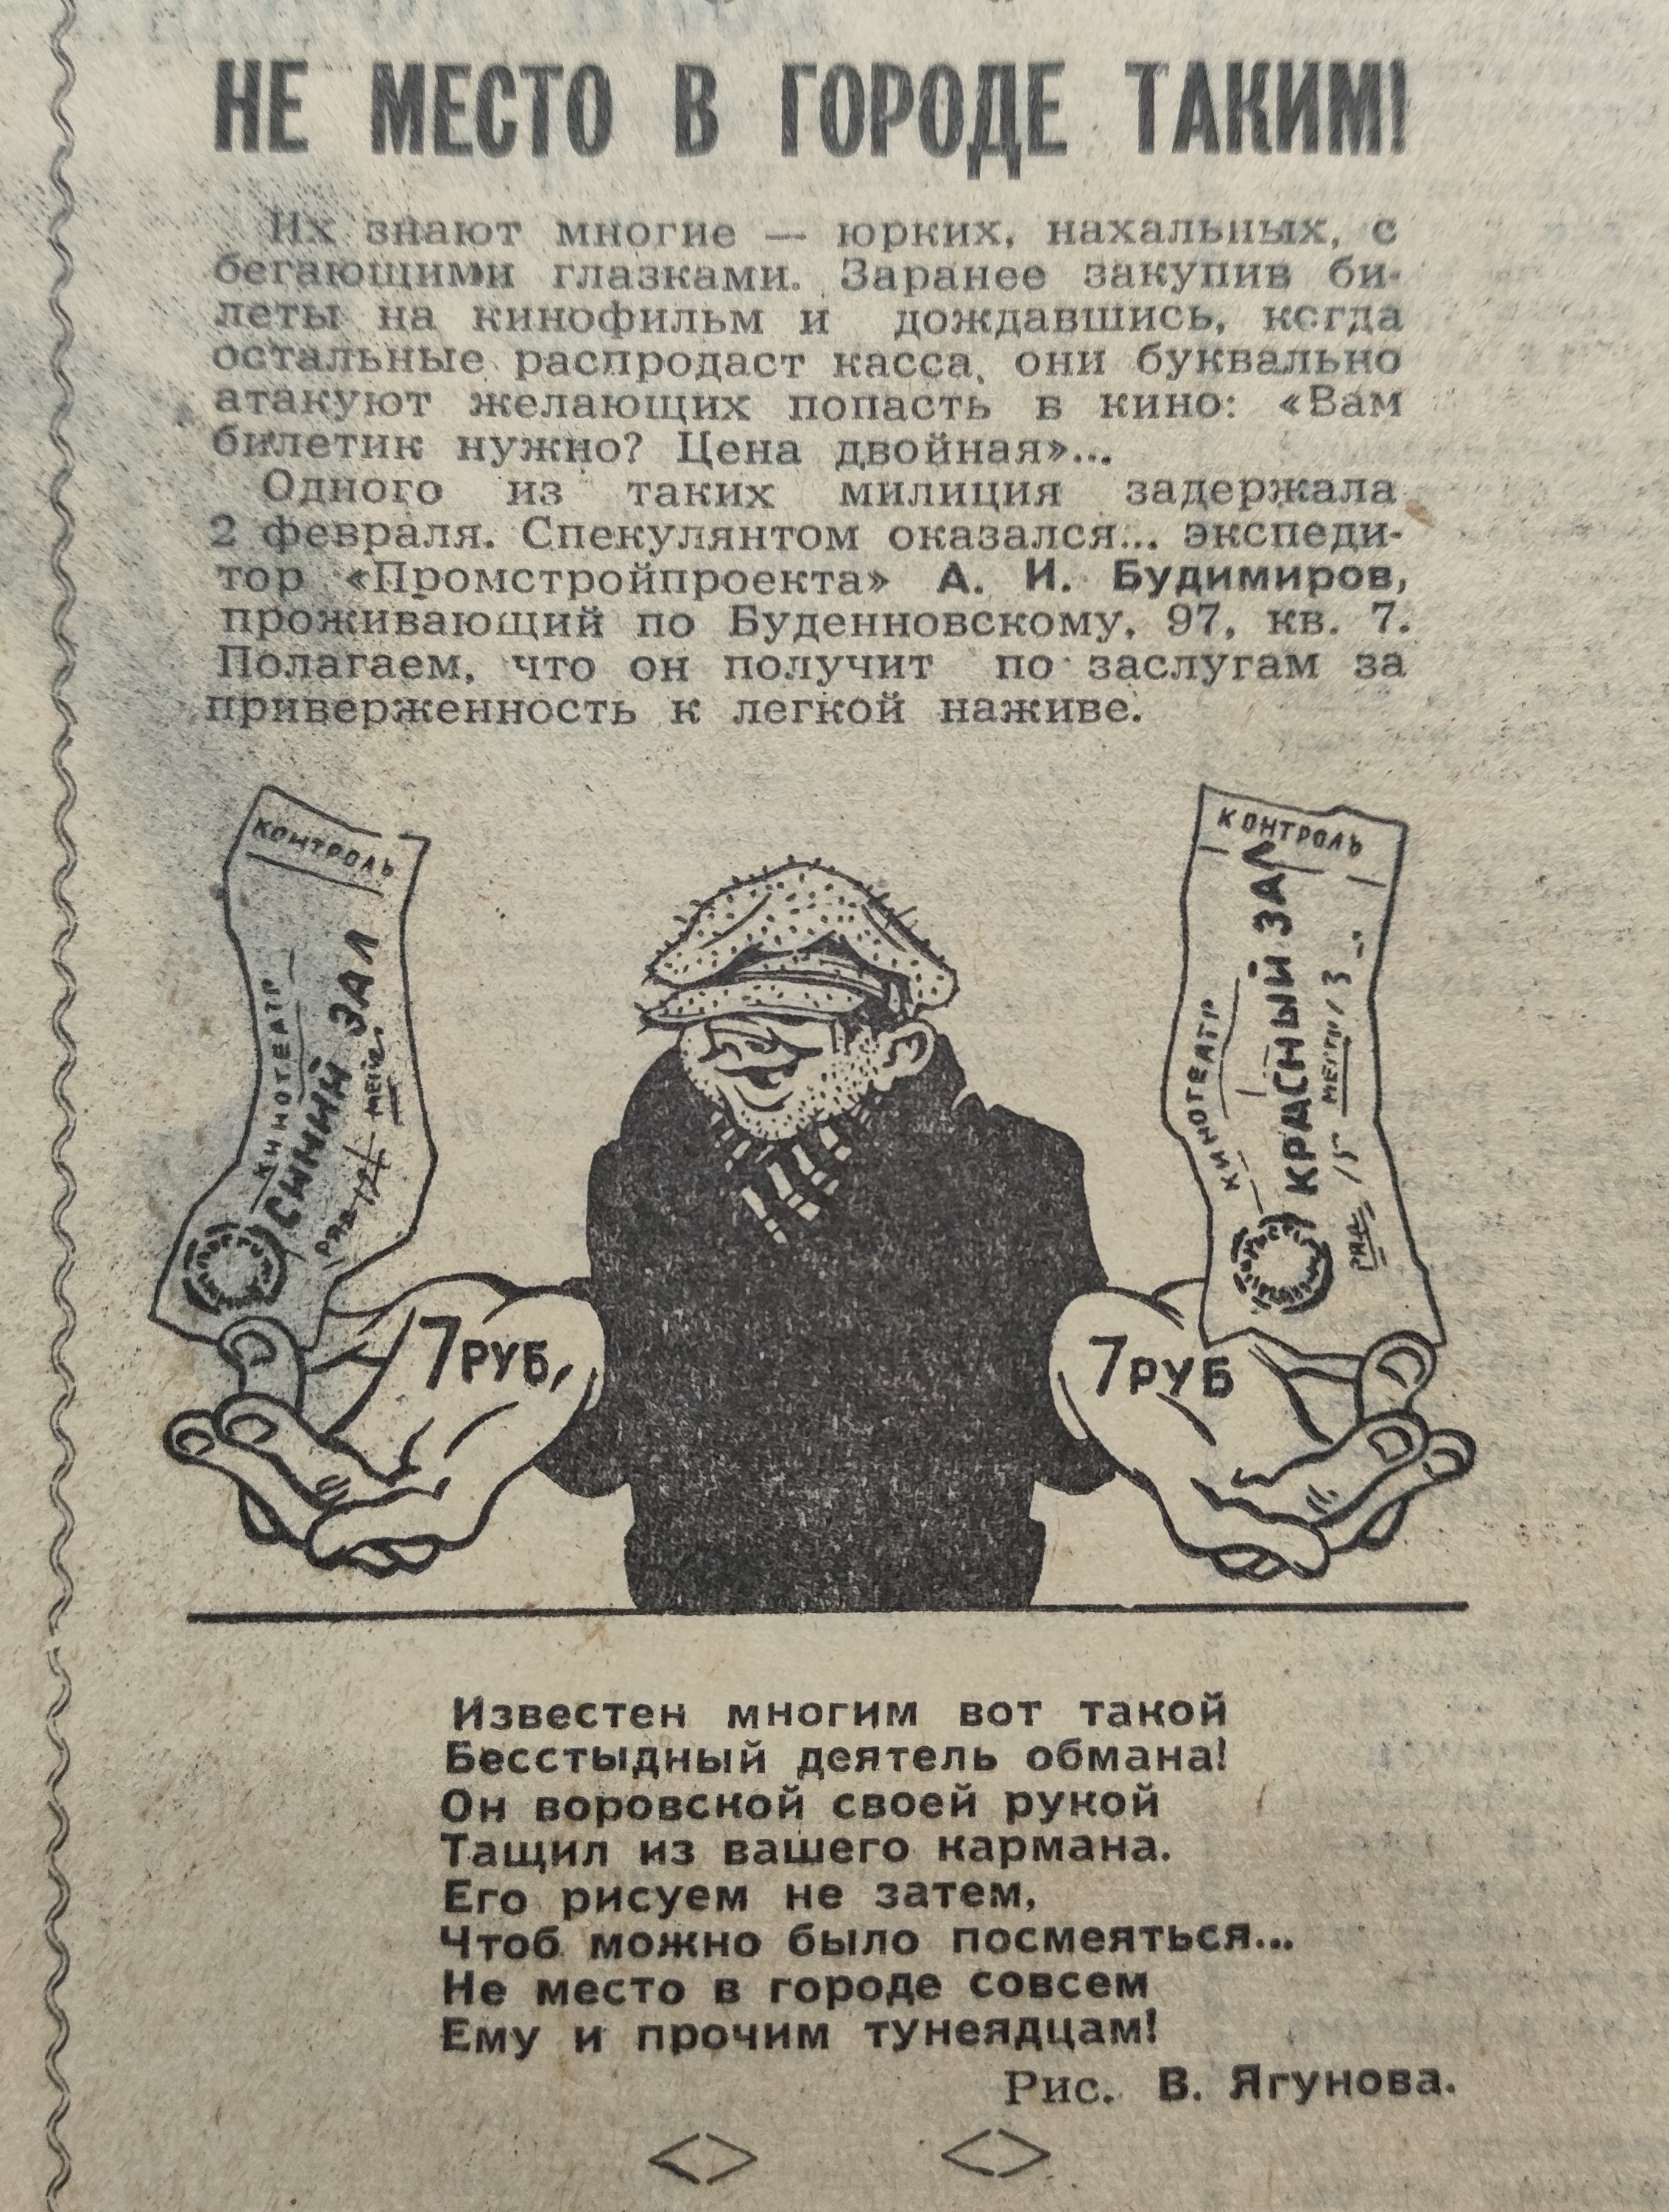 НЕ МЕСТО В ГОРОДЕ ТАКИМ!
Их знают многие — юрких, нахальных, с
бегающими глазками. Заранее закупив би-
леты на кинофильм и дождавшись, когда
остальные распродаст касса, они буквально
атакуют желающих попасть в кино: «Вам
билетик нужно? Цена двойная»...
Одного из таких милиция задержала
2 февраля. Спекулянтом оказался... экспеди-
тор «Промстройпроекта» А. И. Будимиров,
проживающий по Буденновскому, 97, кв. 7.
Полагаем, что он получит по заслугам за
приверженность к легкой наживе.
КОНТРОЛЬ
КИНОТЕАТР
СИНИЙ ЗАЛ
РЯД
7 РУБ,
КОНТРОЛЬ
КИНОТЕАТР
КРАСНЫЙ ЗАЛ
РЯД 15 МЕСТО 13
7 РУБ
Известен многим вот такой
Бесстыдный деятель обмана!
Он воровской своей рукой
Тащил из вашего кармана.
Его рисуем не затем,
Чтоб можно было посмеяться...
Не место в городе совсем
Ему и прочим тунеядцам!
Рис. В. Ягунова.